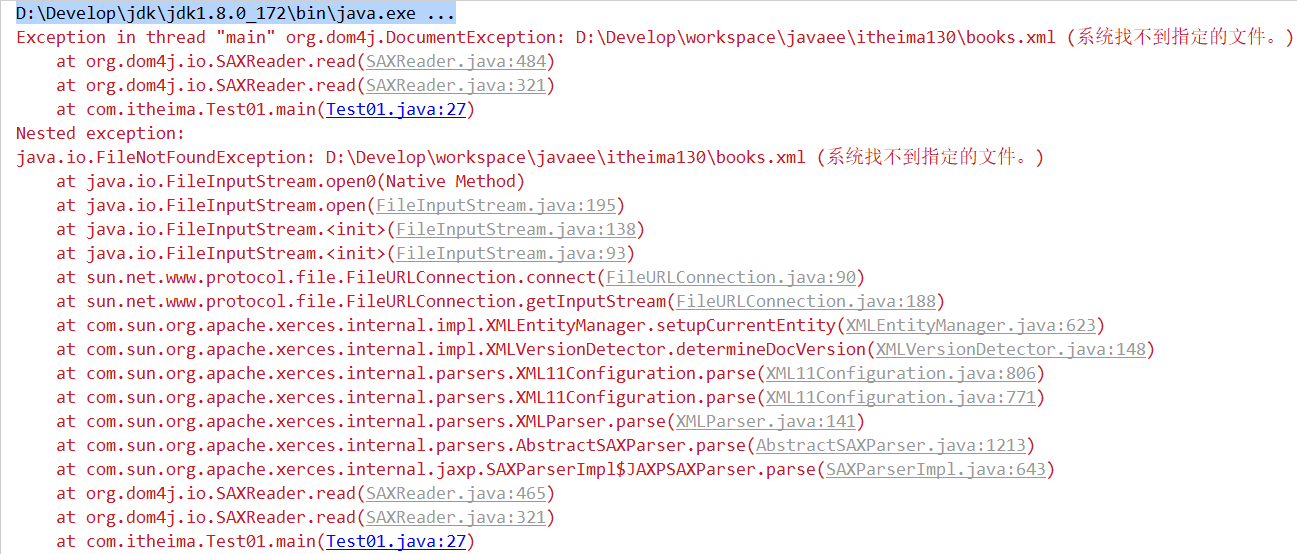 D:\Develop\jdk\jdk1.8.0_172\bin\java.exe ...
Exception in thread "main" org.dom4j.DocumentException: D:\Develop\workspace\javaee\itheima130\books.xml (系统找不到指定的文件。)
    at org.dom4j.io.SAXReader.read(SAXReader.java:484)
    at org.dom4j.io.SAXReader.read(SAXReader.java:321)
    at com.itheima.Test01.main(Test01.java:27)
Nested exception:
java.io.FileNotFoundException: D:\Develop\workspace\javaee\itheima130\books.xml (系统找不到指定的文件。)
    at java.io.FileInputStream.open0(Native Method)
    at java.io.FileInputStream.open(FileInputStream.java:195)
    at java.io.FileInputStream.<init>(FileInputStream.java:138)
    at java.io.FileInputStream.<init>(FileInputStream.java:93)
    at sun.net.www.protocol.file.FileURLConnection.connect(FileURLConnection.java:90)
    at sun.net.www.protocol.file.FileURLConnection.getInputStream(FileURLConnection.java:188)
    at com.sun.org.apache.xerces.internal.impl.XMLEntityManager.setupCurrentEntity(XMLEntityManager.java:623)
    at com.sun.org.apache.xerces.internal.impl.XMLVersionDetector.determineDocVersion(XMLVersionDetector.java:148)
    at com.sun.org.apache.xerces.internal.parsers.XML11Configuration.parse(XML11Configuration.java:806)
    at com.sun.org.apache.xerces.internal.parsers.XML11Configuration.parse(XML11Configuration.java:771)
    at com.sun.org.apache.xerces.internal.parsers.XMLParser.parse(XMLParser.java:141)
    at com.sun.org.apache.xerces.internal.parsers.AbstractSAXParser.parse(AbstractSAXParser.java:1213)
    at com.sun.org.apache.xerces.internal.jaxp.SAXParserImpl$JAXPSAXParser.parse(SAXParserImpl.java:643)
    at org.dom4j.io.SAXReader.read(SAXReader.java:465)
    at org.dom4j.io.SAXReader.read(SAXReader.java:321)
    at com.itheima.Test01.main(Test01.java:27)